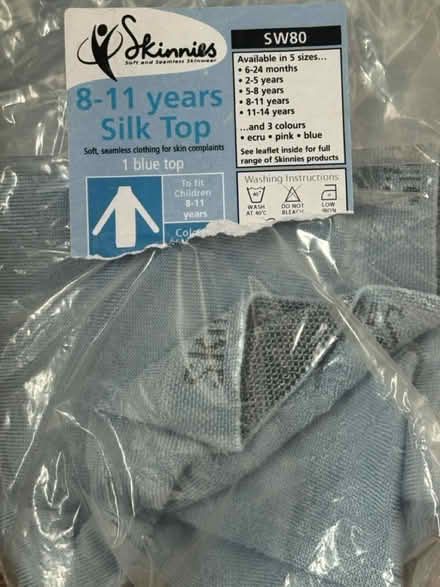 Skinnies
Soft and Seamless Skinwear
8-11 years
Silk Top
Soft, seamless clothing for skin complaints
1 blue top
To fit
Children
8-11
years
SW80
Available in 5 sizes...
• 6-24 months
• 2-5 years
• 5-8 years
• 8-11 years
• 11-14 years
...and 3 colours
• ecru • pink • blue
See leaflet inside for full
range of Skinnies products
Washing Instructions
40°
WASH
AT 40°C
DO NOT
BLEACH
LOW
IRON